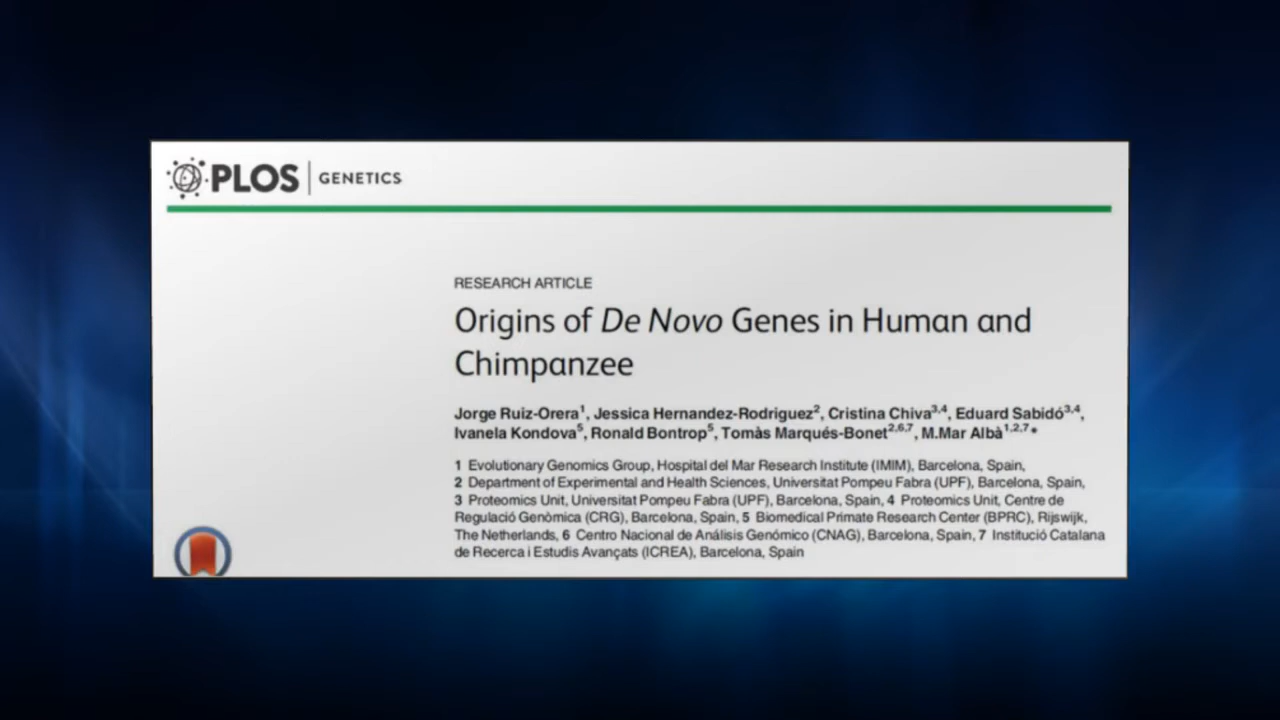 PLOS | GENETICS
RESEARCH ARTICLE
Origins of De Novo Genes in Human and
Chimpanzee
Jorge Ruiz-Orera1, Jessica Hernandez-Rodriguez2, Cristina Chiva3,4, Eduard Sabidó3,4,
Ivanela Kondova5, Ronald Bontrop5, Tomàs Marqués-Bonet2,6,7, M.Mar Albà1,2,7*
1 Evolutionary Genomics Group, Hospital del Mar Research Institute (IMIM), Barcelona, Spain,
2 Department of Experimental and Health Sciences, Universitat Pompeu Fabra (UPF), Barcelona, Spain,
3 Proteomics Unit, Universitat Pompeu Fabra (UPF), Barcelona, Spain, 4 Proteomics Unit, Centre de
Regulació Genòmica (CRG), Barcelona, Spain, 5 Biomedical Primate Research Center (BPRC), Rijswijk,
The Netherlands, 6 Centro Nacional de Análisis Genómico (CNAG), Barcelona, Spain, 7 Institució Catalana
de Recerca i Estudis Avançats (ICREA), Barcelona, Spain